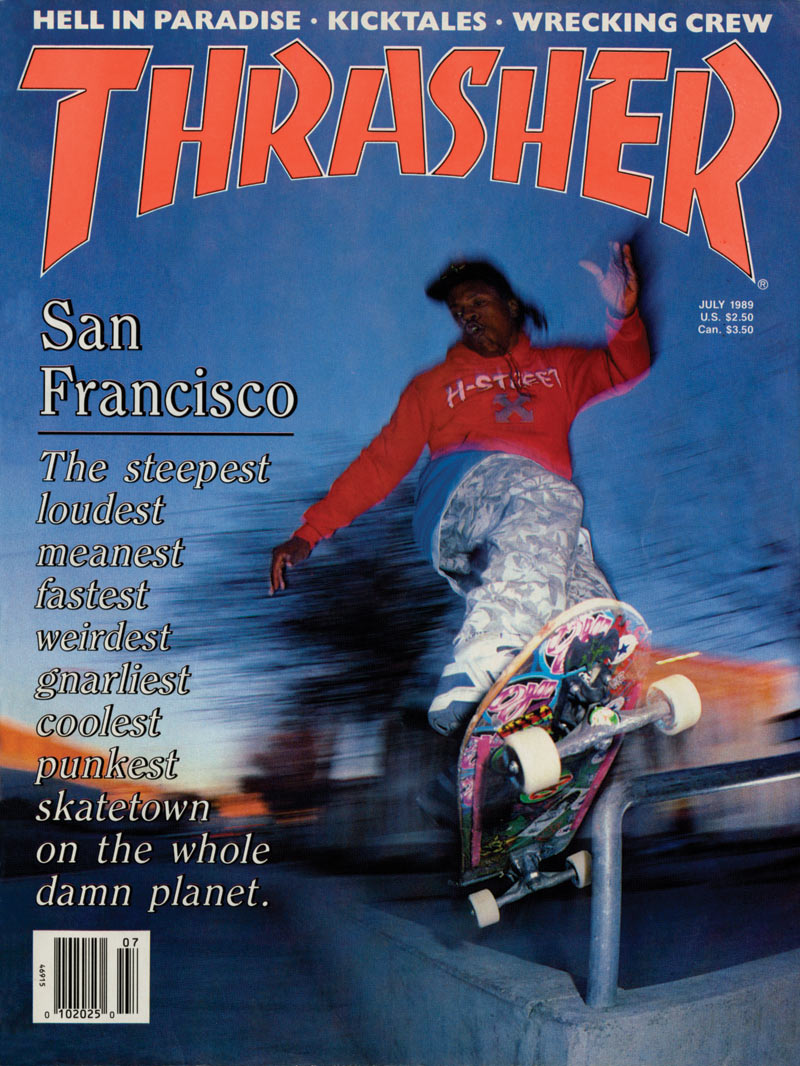 HELL IN PARADISE • KICKTALES • WRECKING CREW
THRASHER
®
JULY 1989
U.S. $2.50
Can. $3.50
San
Francisco
The steepest
loudest
meanest
fastest
weirdest
gnarliest
coolest
punkest
skatetown
on the whole
damn planet.
H-STREET
X
07
46915
0 102025 0